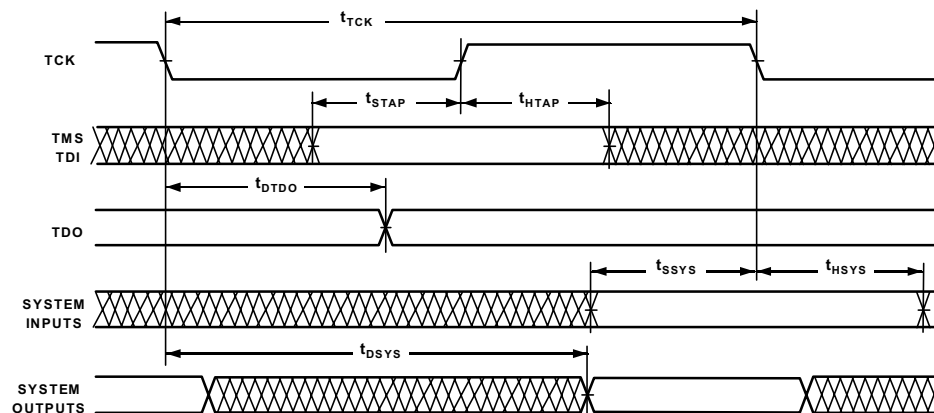 tTCK
TCK
tSTAP
tHTAP
TMS
TDI
tDTDO
TDO
tSSYS
tHSYS
SYSTEM
INPUTS
tDSYS
SYSTEM
OUTPUTS